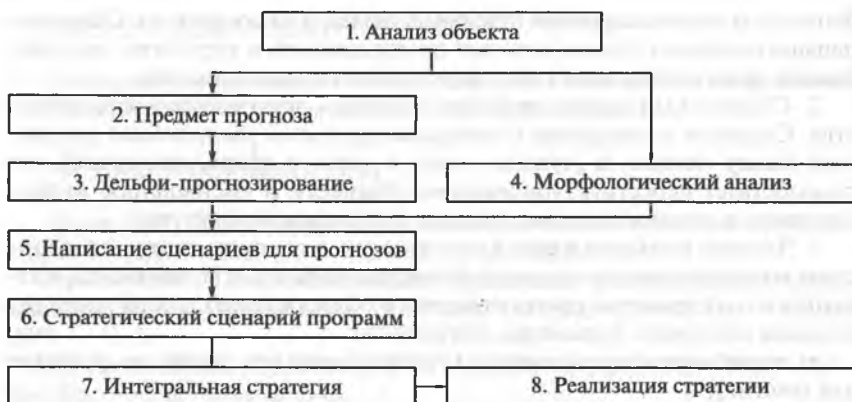 1. Анализ объекта
2. Предмет прогноза
3. Дельфи-прогнозирование
4. Морфологический анализ
5. Написание сценариев для прогнозов
6. Стратегический сценарий программ
7. Интегральная стратегия
8. Реализация стратегии